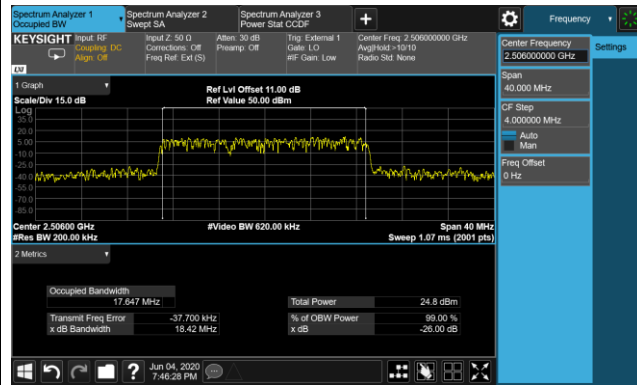 Spectrum Analyzer 1
Occupied BW
Spectrum Analyzer 2
Swept SA
Spectrum Analyzer 3
Power Stat CCDF
Frequency
KEYSIGHT
Input: RF
Coupling: DC
Align: Off
Input Z: 50 Ω
Corrections: Off
Freq Ref: Ext (S)
Atten: 30 dB
Preamp: Off
Trig: External 1
Gate: LO
#IF Gain: Low
Center Freq: 2.506000000 GHz
Avg|Hold:>10/10
Radio Std: None
LXI
Center Frequency
2.506000000 GHz
Settings
Span
40.000 MHz
CF Step
4.000000 MHz
Auto
Man
Freq Offset
0 Hz
1 Graph
Scale/Div 15.0 dB
Ref Lvl Offset 11.00 dB
Ref Value 50.00 dBm
Log
35.0
20.0
5.00
-10.0
-25.0
-40.0
-55.0
-70.0
-85.0
Center 2.50600 GHz
#Res BW 200.00 kHz
#Video BW 620.00 kHz
Span 40 MHz
Sweep 1.07 ms (2001 pts)
2 Metrics
Occupied Bandwidth
17.647 MHz
Total Power 24.8 dBm
Transmit Freq Error -37.700 kHz
% of OBW Power 99.00 %
x dB Bandwidth 18.42 MHz
x dB -26.00 dB
?
Jun 04, 2020
7:46:28 PM